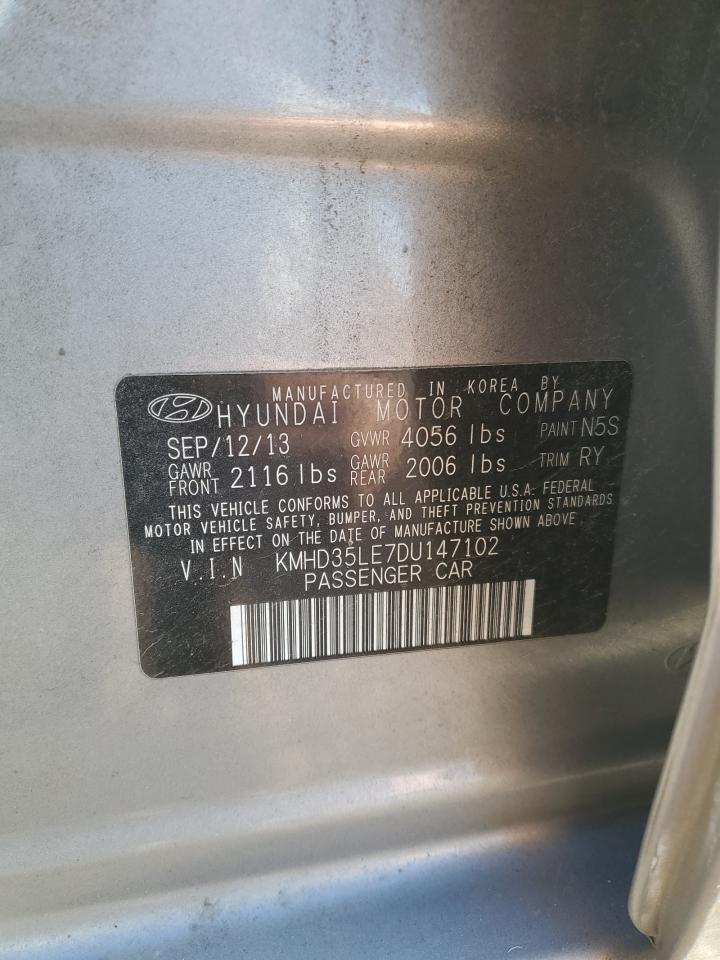 MANUFACTURED IN KOREA BY
HYUNDAI MOTOR COMPANY
SEP/12/13 GVWR 4056 lbs PAINT N5S
GAWR FRONT 2116 lbs GAWR REAR 2006 lbs TRIM RY
THIS VEHICLE CONFORMS TO ALL APPLICABLE U.S.A. FEDERAL
MOTOR VEHICLE SAFETY, BUMPER, AND THEFT PREVENTION STANDARDS
IN EFFECT ON THE DATE OF MANUFACTURE SHOWN ABOVE
V.I.N KMHD35LE7DU147102
PASSENGER CAR